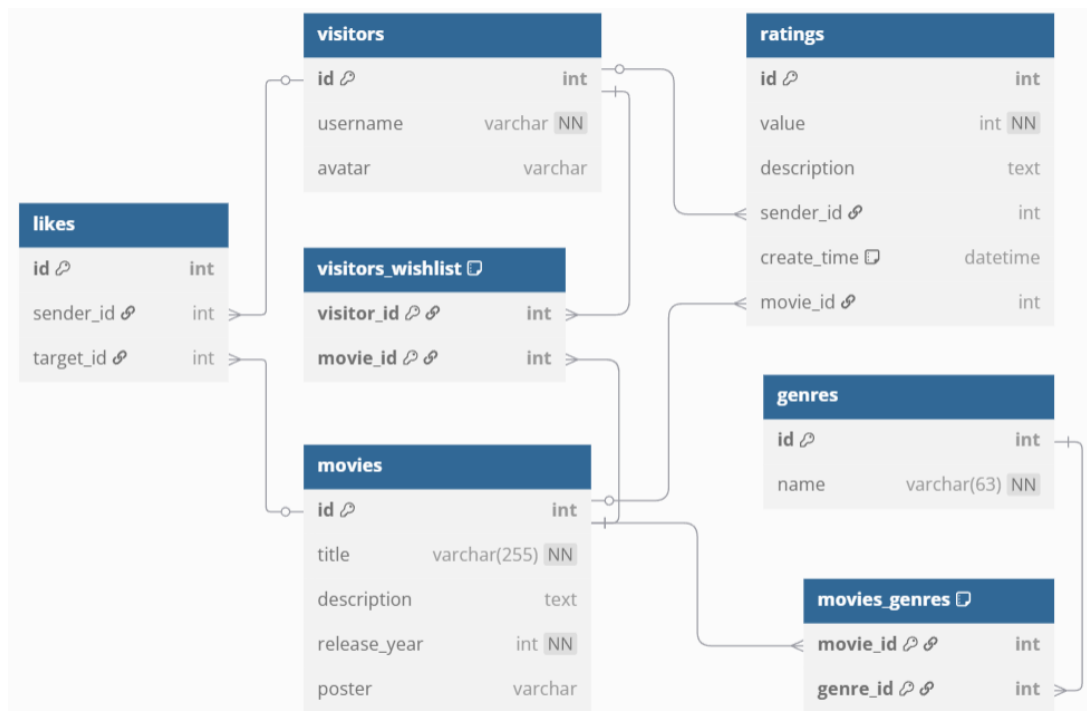 visitors
id int
username varchar NN
avatar varchar
ratings
id int
value int NN
description text
sender_id int
create_time datetime
movie_id int
likes
id int
sender_id int
target_id int
visitors_wishlist
visitor_id int
movie_id int
genres
id int
name varchar(63) NN
movies
id int
title varchar(255) NN
description text
release_year int NN
poster varchar
movies_genres
movie_id int
genre_id int